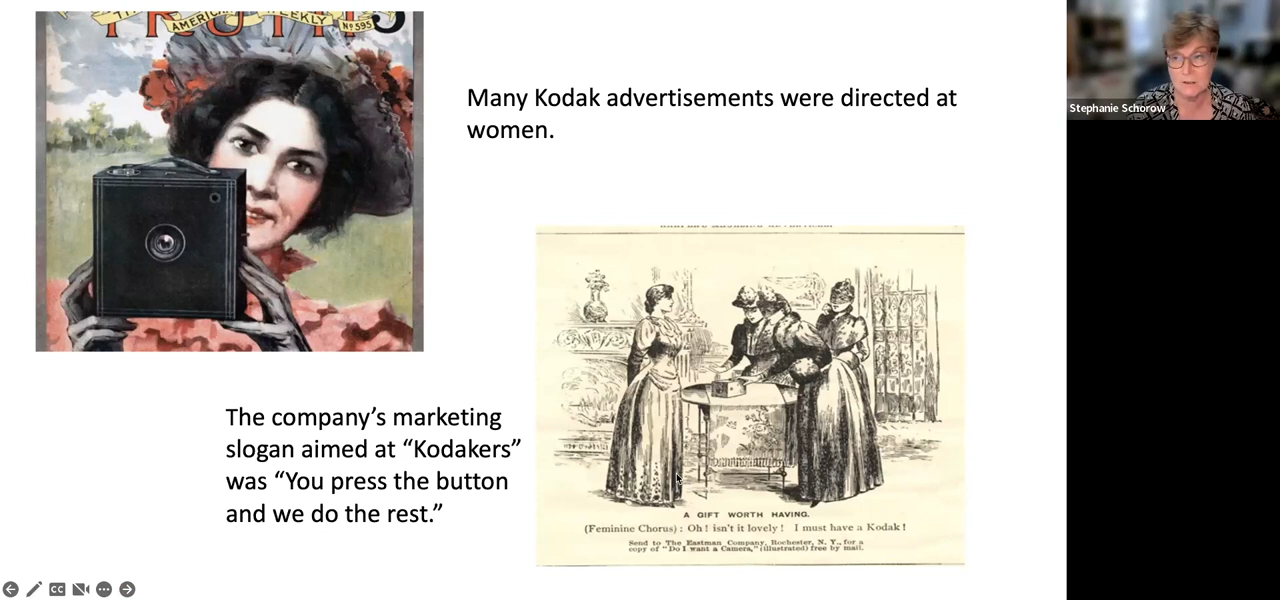 TRUTH
AMERICAN WEEKLY
No 595
Many Kodak advertisements were directed at
women.
Stephanie Schorow
The company’s marketing
slogan aimed at “Kodakers”
was “You press the button
and we do the rest.”
A GIFT WORTH HAVING.
(Feminine Chorus) : Oh ! isn't it lovely ! I must have a Kodak !
Send to The Eastman Company, Rochester, N. Y., for a
copy of "Do I want a Camera," (illustrated) free by mail.
CC